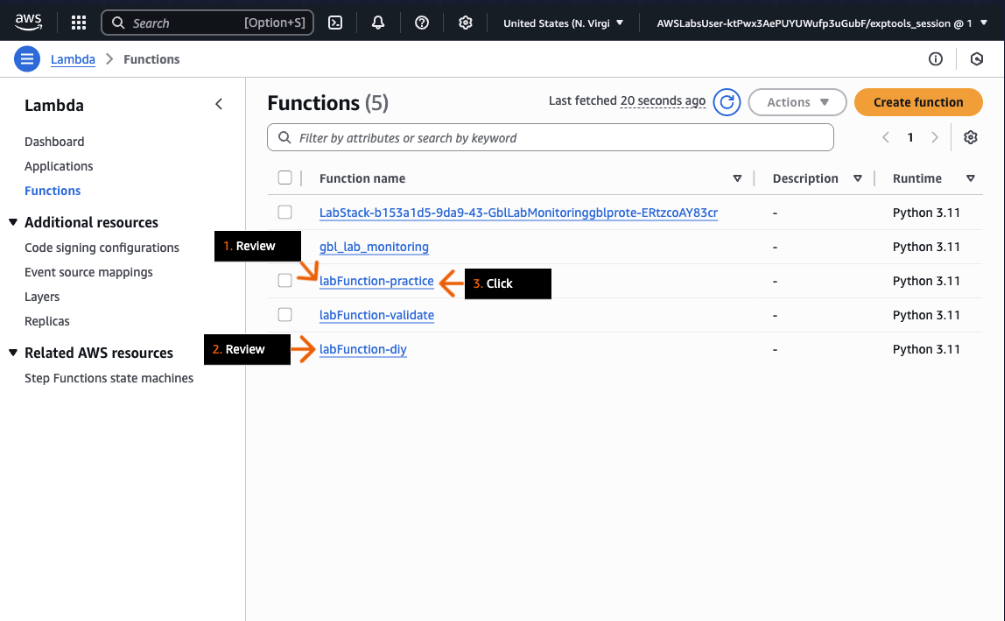 aws Search [Option+S] United States (N. Virgi AWSLabsUser-ktPwx3AePUYUWufp3uGubF/exptools_session @ 1
Lambda Functions
Lambda
Dashboard
Applications
Functions
Additional resources
Code signing configurations
Event source mappings
Layers
Replicas
Related AWS resources
Step Functions state machines
Functions (5)
Last fetched 20 seconds ago Actions Create function
Filter by attributes or search by keyword 1
Function name Description Runtime
LabStack-b153a1d5-9da9-43-GblLabMonitoringgblprote-ERtzcoAY83cr - Python 3.11
1. Review gbl_lab_monitoring - Python 3.11
labFunction-practice 3. Click - Python 3.11
labFunction-validate - Python 3.11
2. Review labFunction-diy - Python 3.11